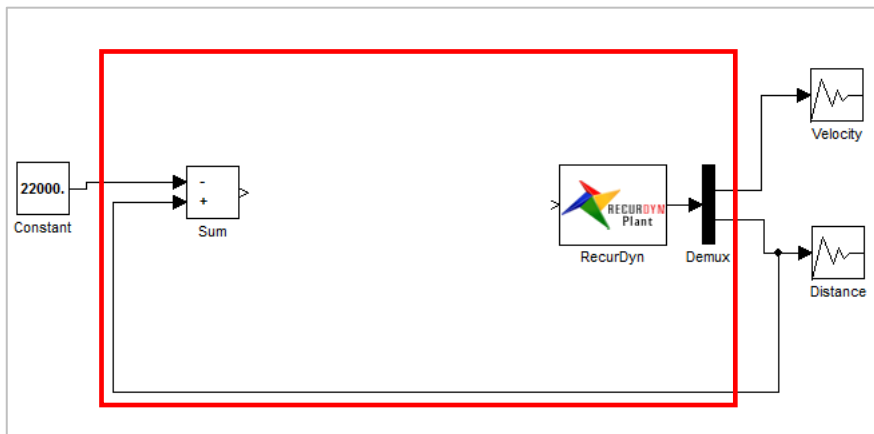 Velocity
22000.
-
+
Constant
Sum
RECURDYN
Plant
RecurDyn
Demux
Distance